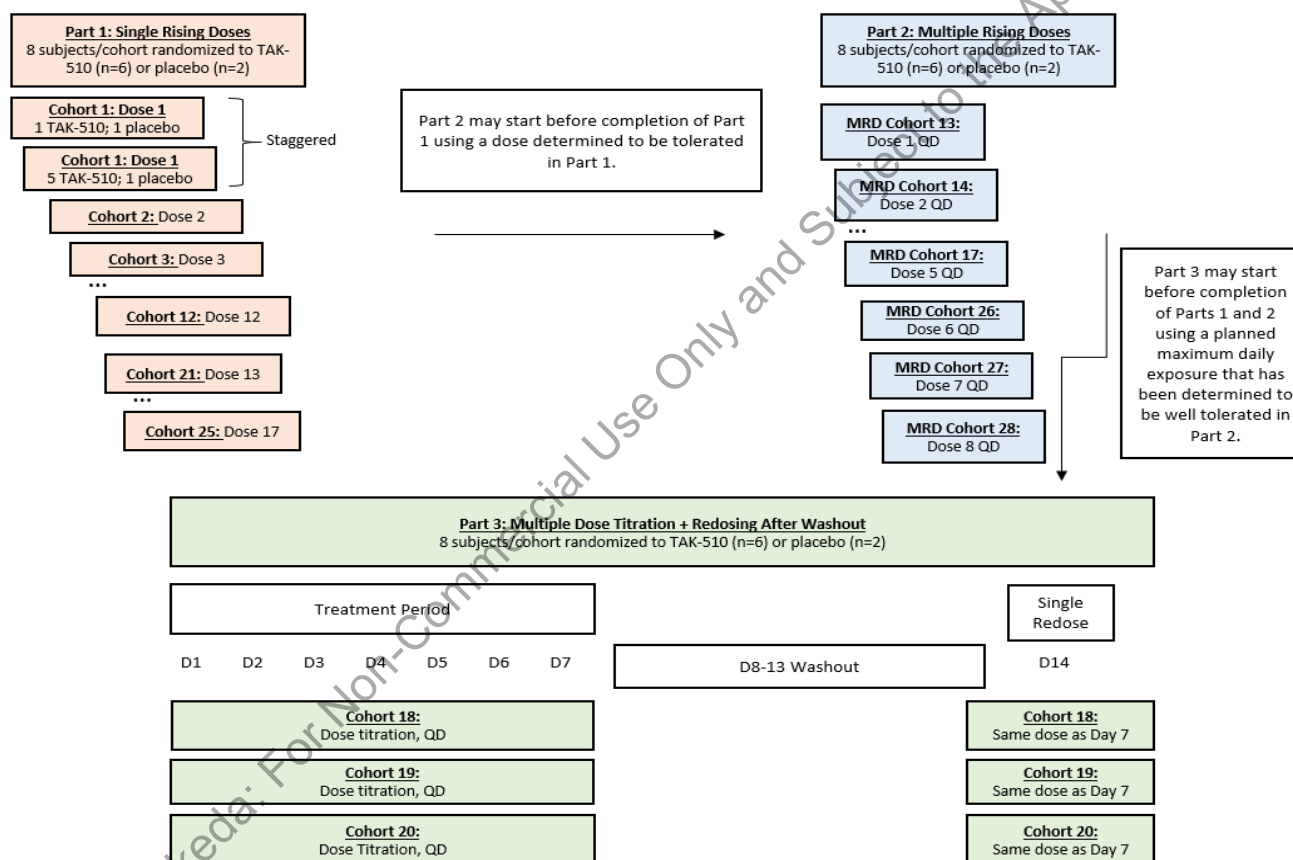 Part 1: Single Rising Doses
8 subjects/cohort randomized to TAK-
510 (n=6) or placebo (n=2)
Cohort 1: Dose 1
1 TAK-510; 1 placebo
Cohort 1: Dose 1
5 TAK-510; 1 placebo
Staggered
Cohort 2: Dose 2
Cohort 3: Dose 3
...
Cohort 12: Dose 12
Cohort 21: Dose 13
...
Cohort 25: Dose 17
Part 2 may start before completion of Part
1 using a dose determined to be tolerated
in Part 1.
Part 2: Multiple Rising Doses
8 subjects/cohort randomized to TAK-
510 (n=6) or placebo (n=2)
MRD Cohort 13:
Dose 1 QD
MRD Cohort 14:
Dose 2 QD
...
MRD Cohort 17:
Dose 5 QD
MRD Cohort 26:
Dose 6 QD
MRD Cohort 27:
Dose 7 QD
MRD Cohort 28:
Dose 8 QD
Part 3 may start
before completion
of Parts 1 and 2
using a planned
maximum daily
exposure that has
been determined to
be well tolerated in
Part 2.
Part 3: Multiple Dose Titration + Redosing After Washout
8 subjects/cohort randomized to TAK-510 (n=6) or placebo (n=2)
Treatment Period
Single
Redose
D1 D2 D3 D4 D5 D6 D7
D8-13 Washout
D14
Cohort 18:
Dose titration, QD
Cohort 18:
Same dose as Day 7
Cohort 19:
Dose titration, QD
Cohort 19:
Same dose as Day 7
Cohort 20:
Dose Titration, QD
Cohort 20:
Same dose as Day 7
For Non-Commercial Use Only and Subject to the